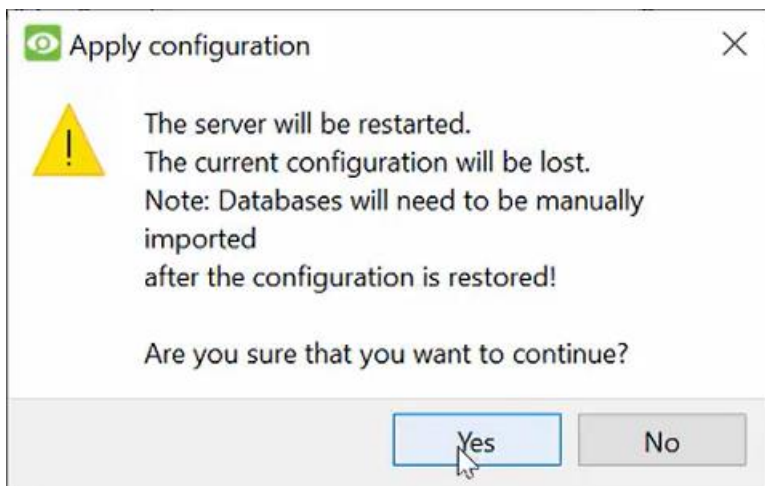 Apply configuration
The server will be restarted.
The current configuration will be lost.
Note: Databases will need to be manually
imported
after the configuration is restored!
Are you sure that you want to continue?
Yes
No